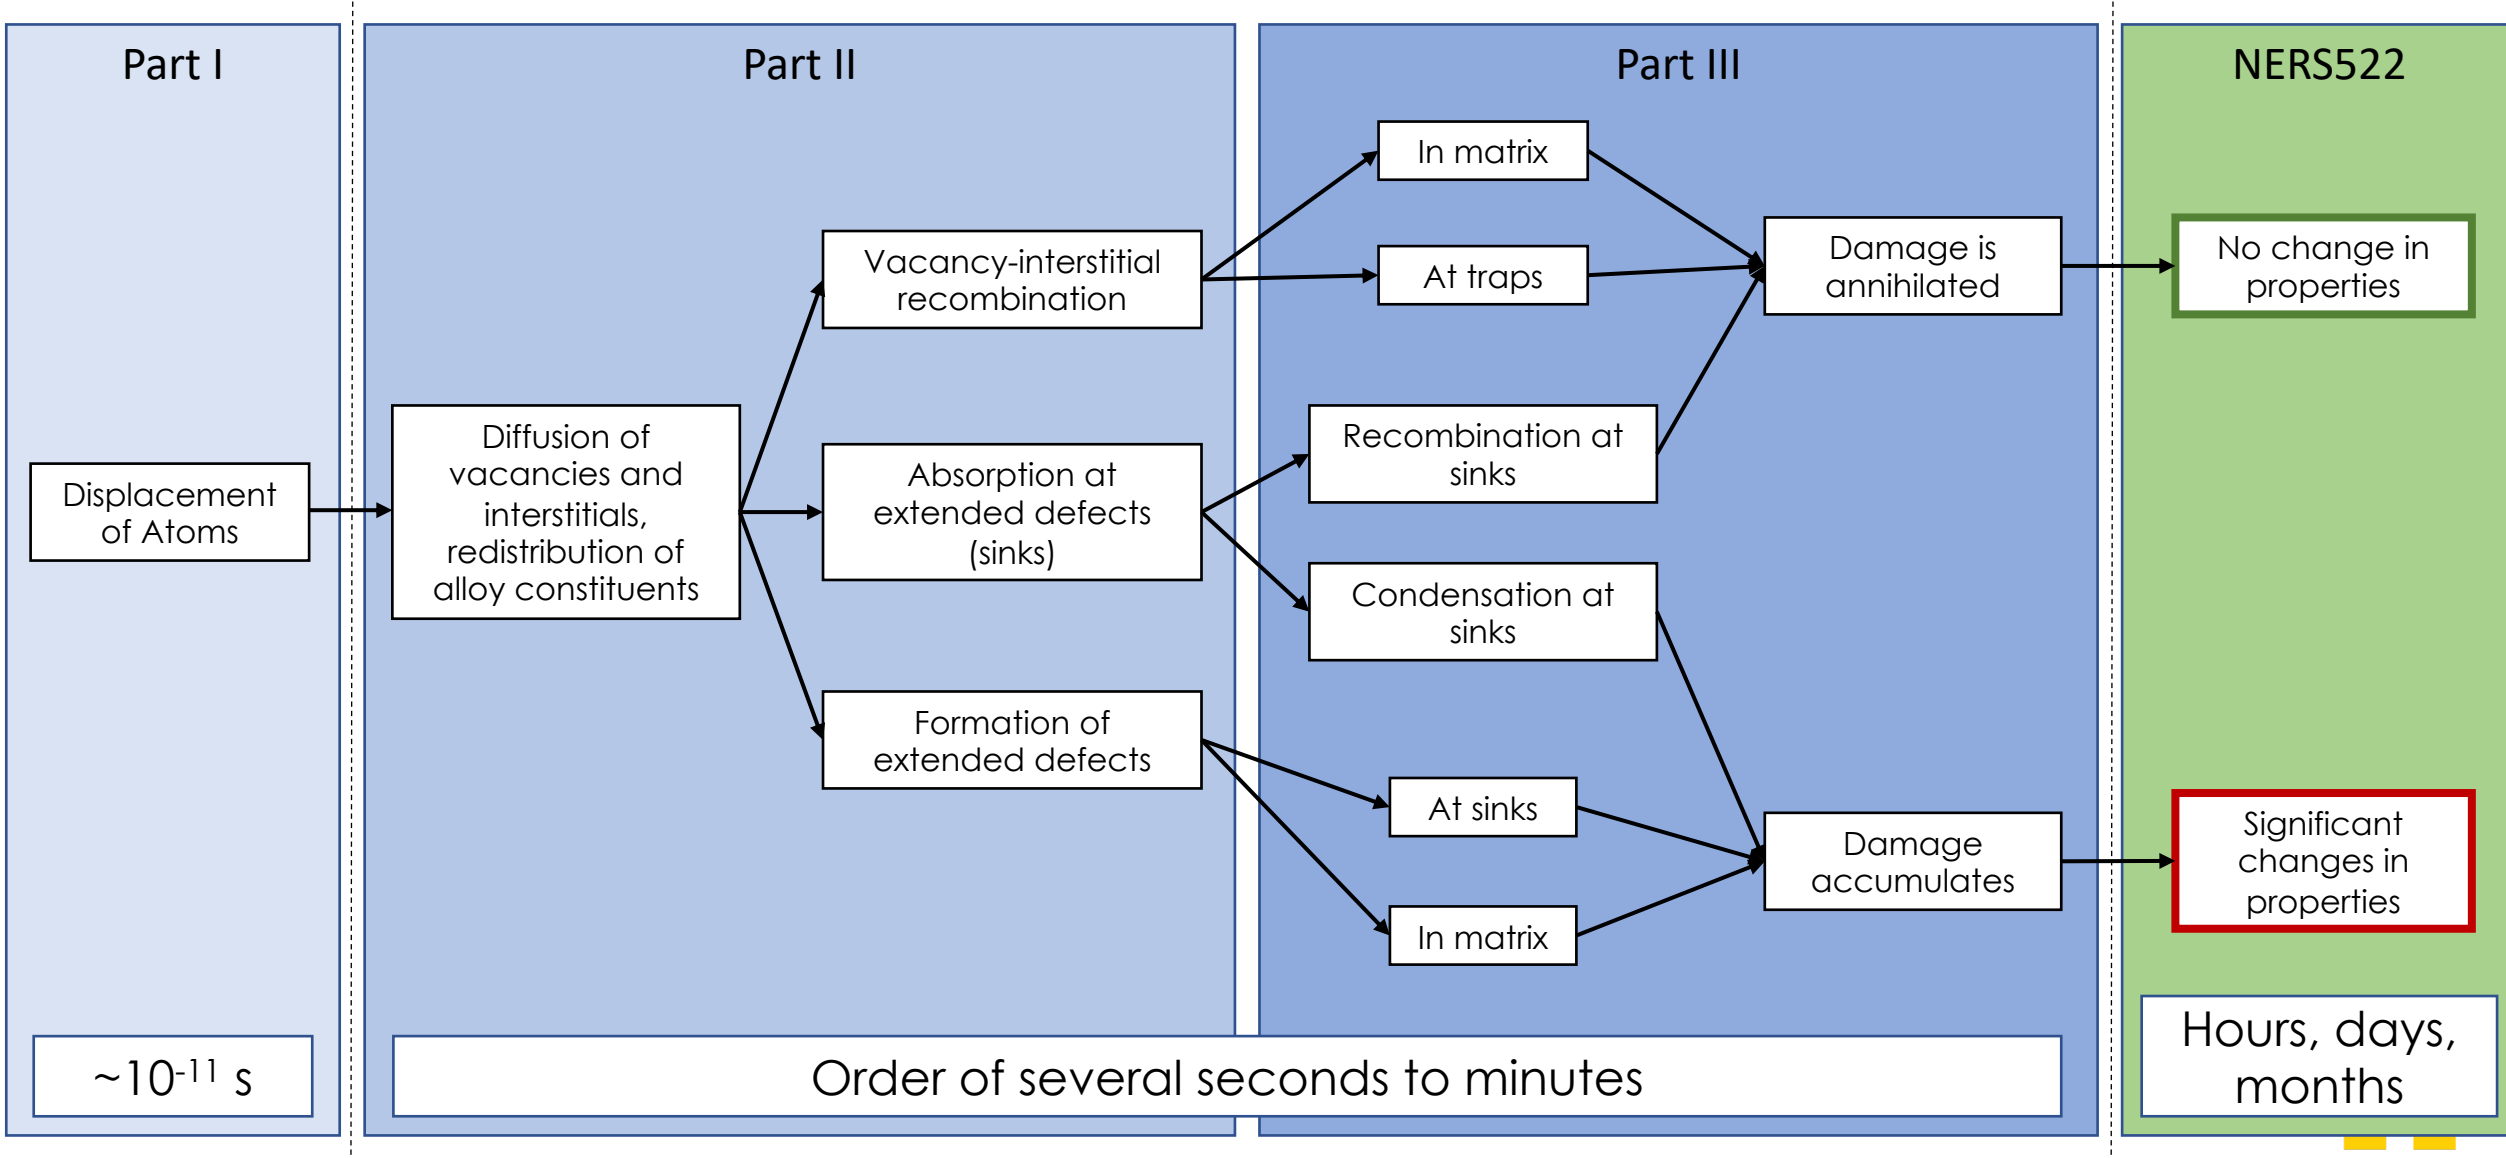 Part I
Part II
Part III
NERS522
In matrix
At traps
Vacancy-interstitial
recombination
Damage is
annihilated
No change in
properties
Displacement
of Atoms
Diffusion of
vacancies and
interstitials,
redistribution of
alloy constituents
Absorption at
extended defects
(sinks)
Recombination at
sinks
Condensation at
sinks
Formation of
extended defects
At sinks
In matrix
Damage
accumulates
Significant
changes in
properties
~10⁻¹¹ s
Order of several seconds to minutes
Hours, days,
months